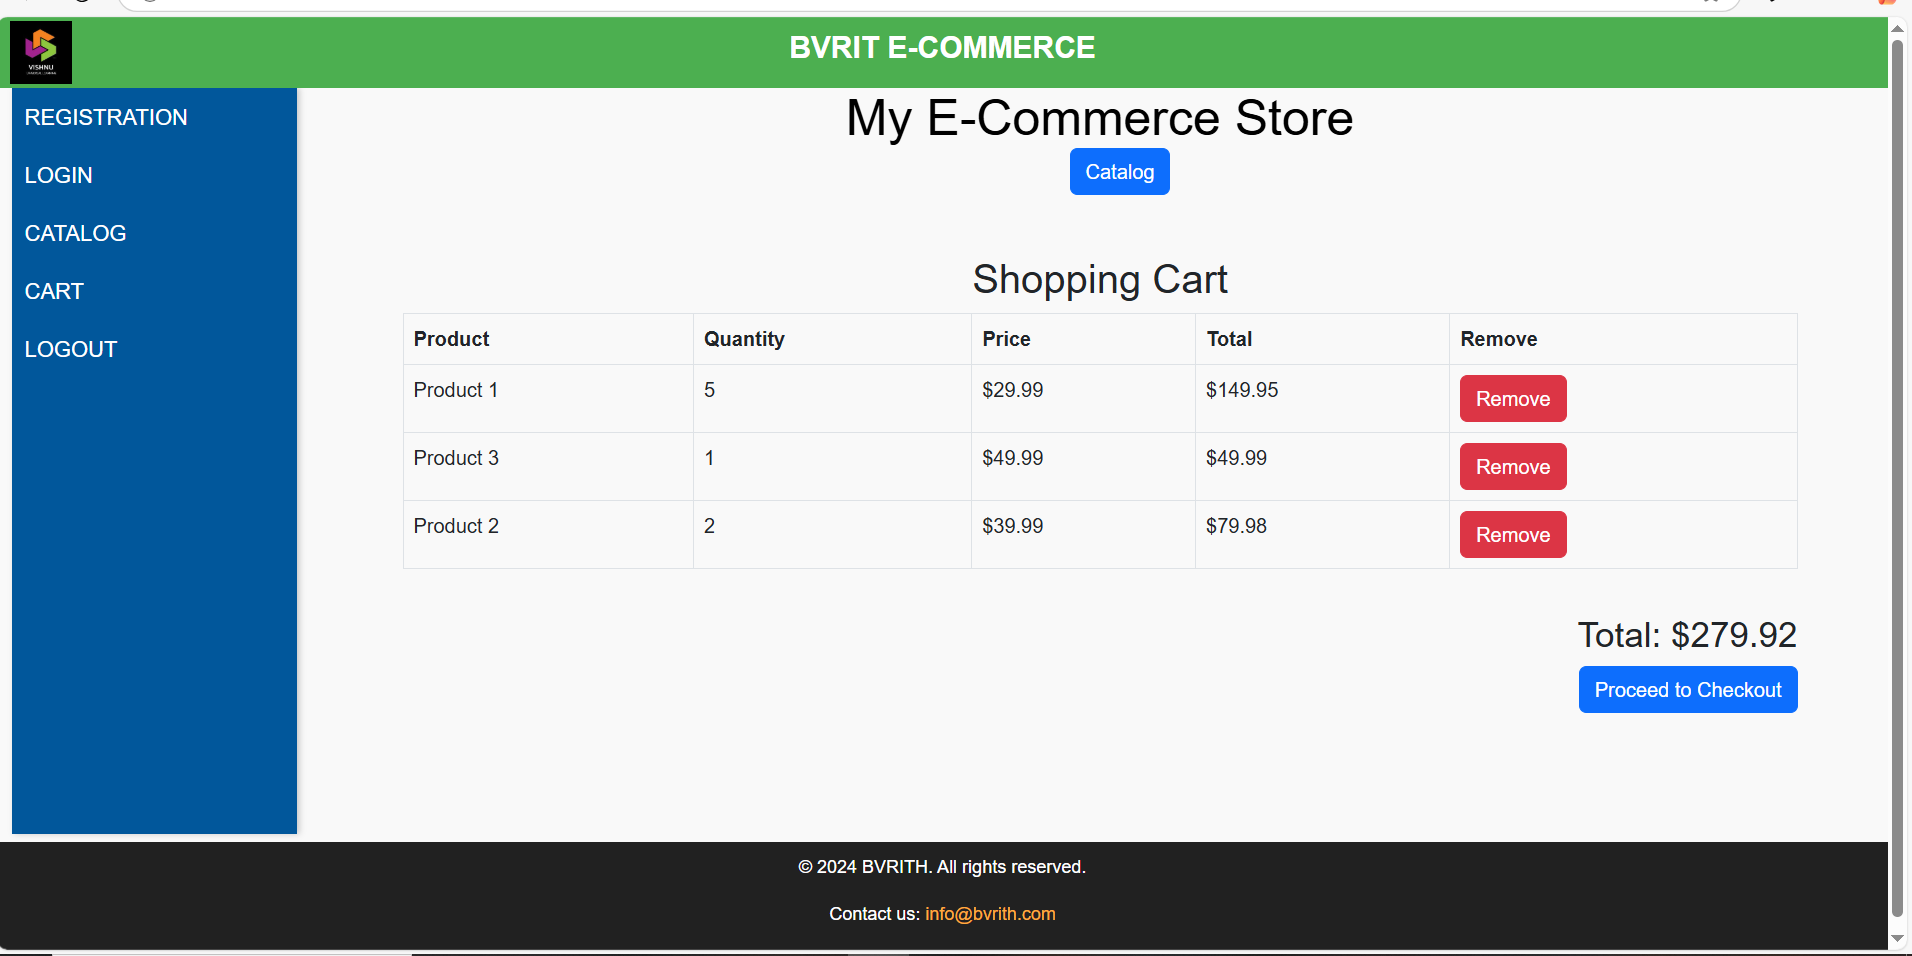 VISHNU
BVRIT E-COMMERCE
REGISTRATION
LOGIN
CATALOG
CART
LOGOUT
My E-Commerce Store
Catalog
Shopping Cart
Product Quantity Price Total Remove
Product 1 5 $29.99 $149.95 Remove
Product 3 1 $49.99 $49.99 Remove
Product 2 2 $39.99 $79.98 Remove
Total: $279.92
Proceed to Checkout
© 2024 BVRITH. All rights reserved.
Contact us: info@bvrith.com